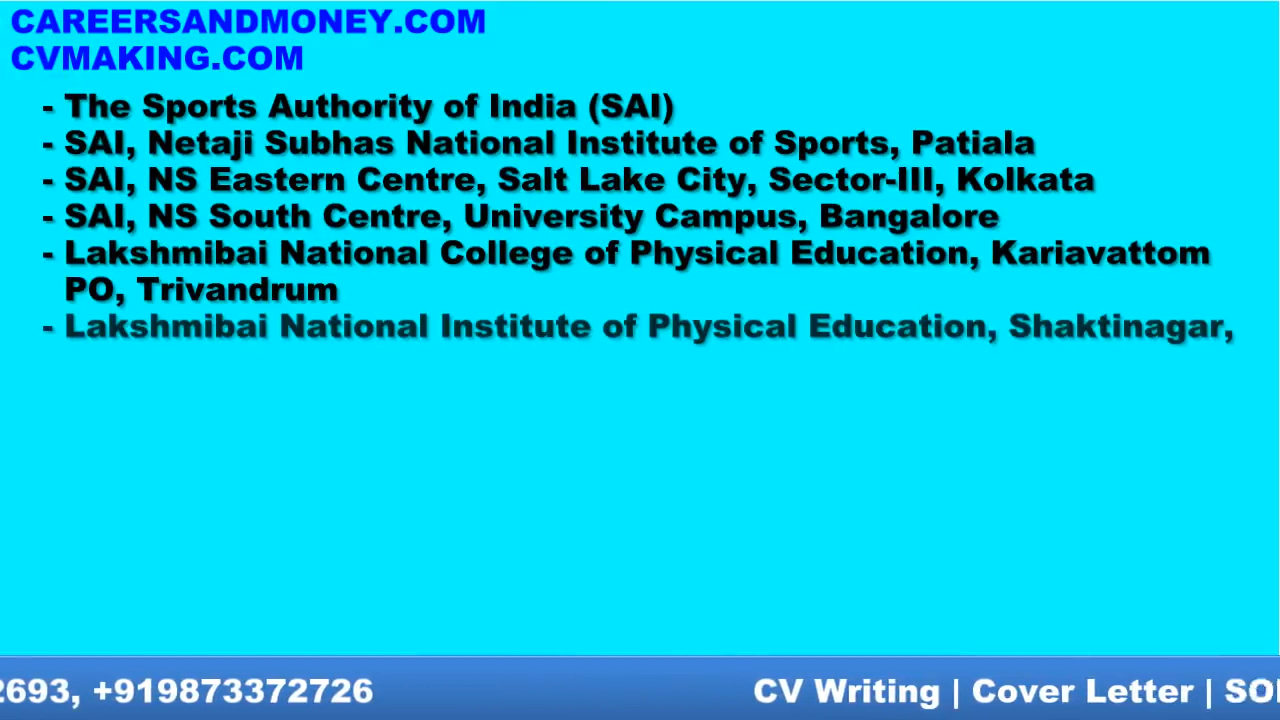 CAREERSANDMONEY.COM
CVMAKING.COM
- The Sports Authority of India (SAI)
- SAI, Netaji Subhas National Institute of Sports, Patiala
- SAI, NS Eastern Centre, Salt Lake City, Sector-III, Kolkata
- SAI, NS South Centre, University Campus, Bangalore
- Lakshmibai National College of Physical Education, Kariavattom
PO, Trivandrum
- Lakshmibai National Institute of Physical Education, Shaktinagar,
2693, +919873372726 CV Writing | Cover Letter |